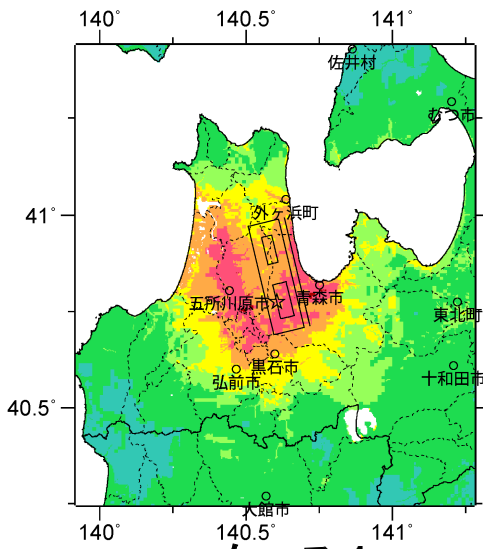 140° 140.5° 141°
佐井村
むつ市
外ヶ浜町
41°
五所川原市 青森市
東北町
黒石市
十和田市
弘前市
40.5°
大館市
140° 140.5° 141°